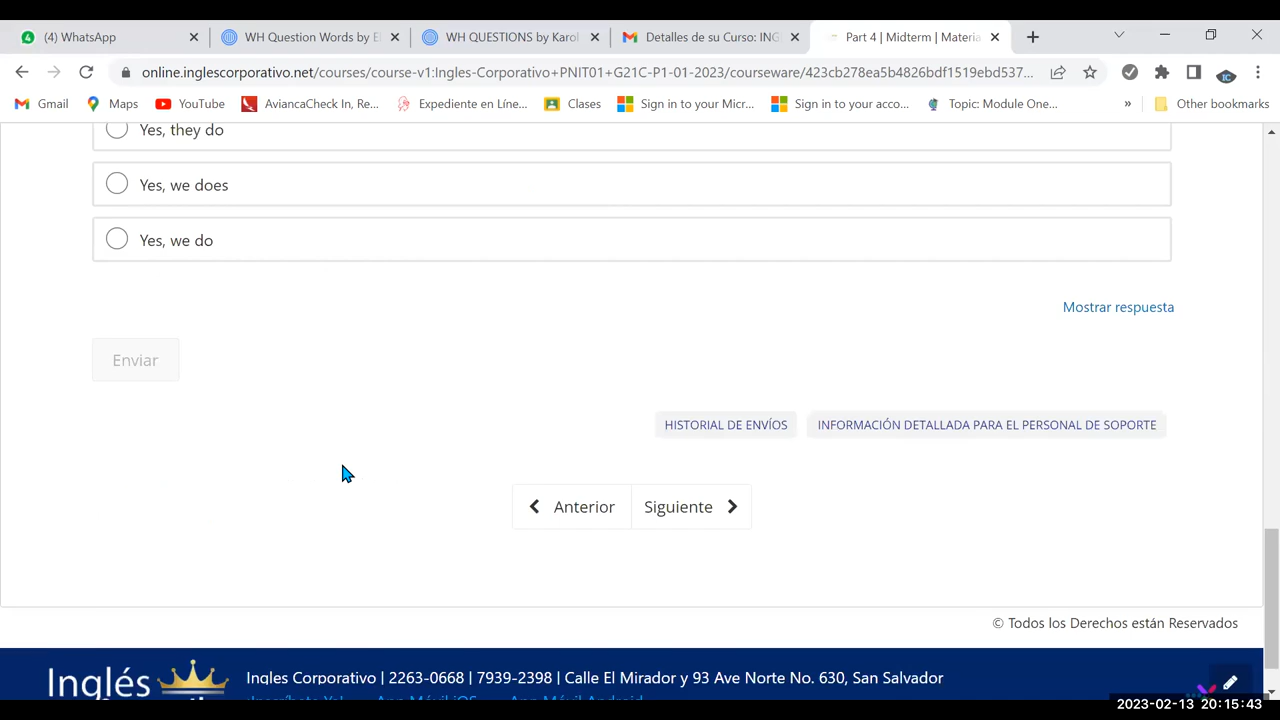 (4) WhatsApp
WH Question Words by El
WH QUESTIONS by Karol
Detalles de su Curso: ING
Part 4 | Midterm | Materia
online.inglescorporativo.net/courses/course-v1:Ingles-Corporativo+PNIT01+G21C-P1-01-2023/courseware/423cb278ea5b4826bdf1519ebd537...
Gmail
Maps
YouTube
AviancaCheck In, Re...
Expediente en Líne...
Clases
Sign in to your Micr...
Sign in to your acco...
Topic: Module One...
»
Other bookmarks
Yes, they do
Yes, we does
Yes, we do
Mostrar respuesta
Enviar
HISTORIAL DE ENVÍOS
INFORMACIÓN DETALLADA PARA EL PERSONAL DE SOPORTE
Anterior
Siguiente
© Todos los Derechos están Reservados
Inglés
Ingles Corporativo | 2263-0668 | 7939-2398 | Calle El Mirador y 93 Ave Norte No. 630, San Salvador
2023-02-13 20:15:43